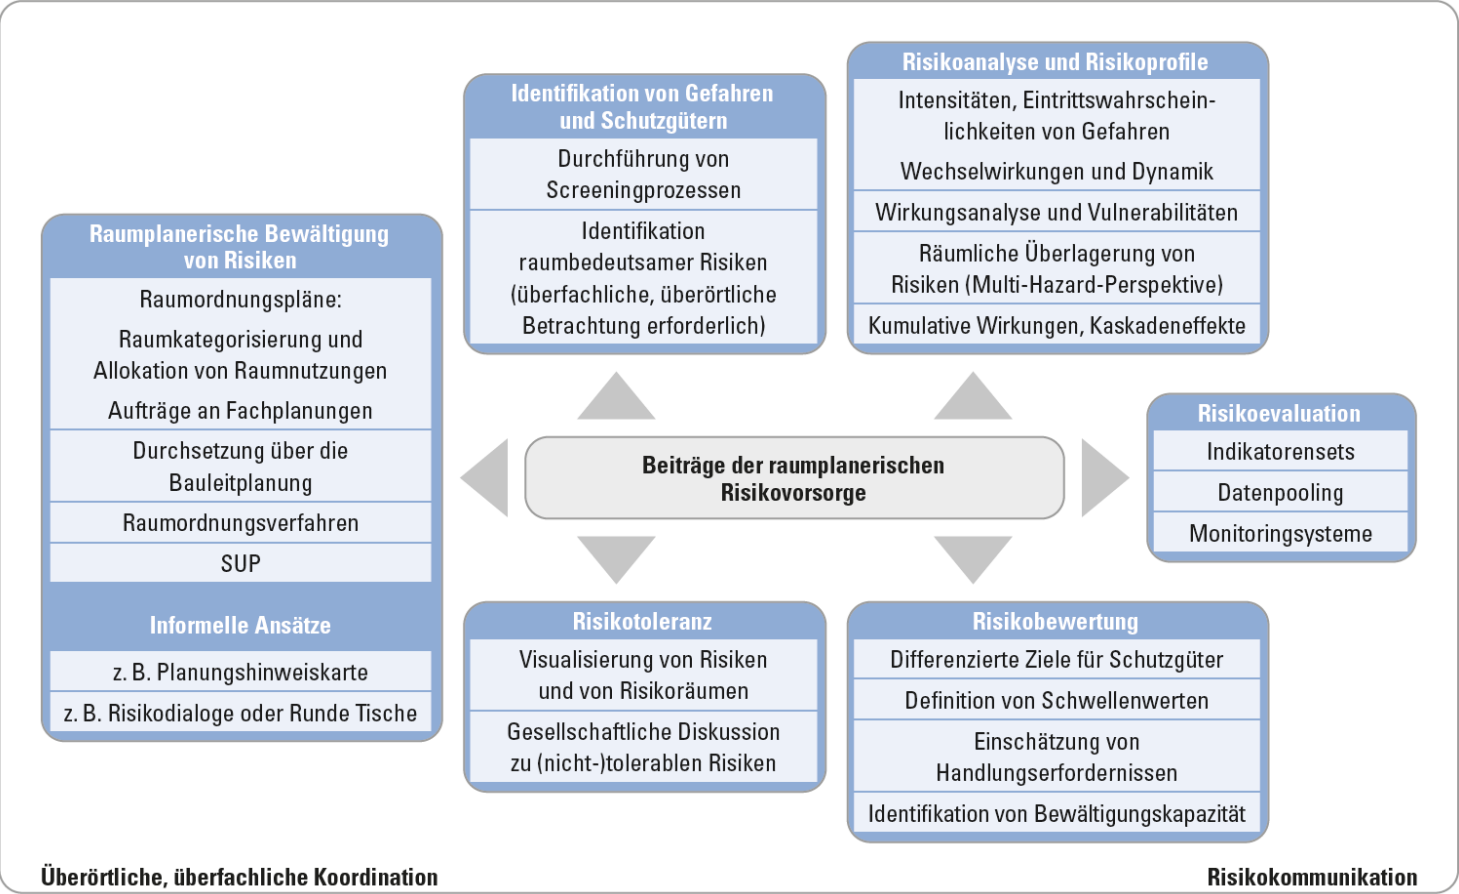 Risikoanalyse und Risikoprofile
Intensitäten, Eintrittswahrschein-
lichkeiten von Gefahren
Wechselwirkungen und Dynamik
Wirkungsanalyse und Vulnerabilitäten
Räumliche Überlagerung von
Risiken (Multi-Hazard-Perspektive)
Kumulative Wirkungen, Kaskadeneffekte
Identifikation von Gefahren
und Schutzgütern
Durchführung von
Screeningprozessen
Identifikation
raumbedeutsamer Risiken
(überfachliche, überörtliche
Betrachtung erforderlich)
Raumplanerische Bewältigung
von Risiken
Raumordnungspläne:
Raumkategorisierung und
Allokation von Raumnutzungen
Aufträge an Fachplanungen
Durchsetzung über die
Bauleitplanung
Raumordnungsverfahren
SUP
Informelle Ansätze
z. B. Planungshinweiskarte
z. B. Risikodialoge oder Runde Tische
Beiträge der raumplanerischen
Risikovorsorge
Risikoevaluation
Indikatorensets
Datenpooling
Monitoringsysteme
Risikotoleranz
Visualisierung von Risiken
und von Risikoräumen
Gesellschaftliche Diskussion
zu (nicht-)tolerablen Risiken
Risikobewertung
Differenzierte Ziele für Schutzgüter
Definition von Schwellenwerten
Einschätzung von
Handlungserfordernissen
Identifikation von Bewältigungskapazität
Überörtliche, überfachliche Koordination
Risikokommunikation